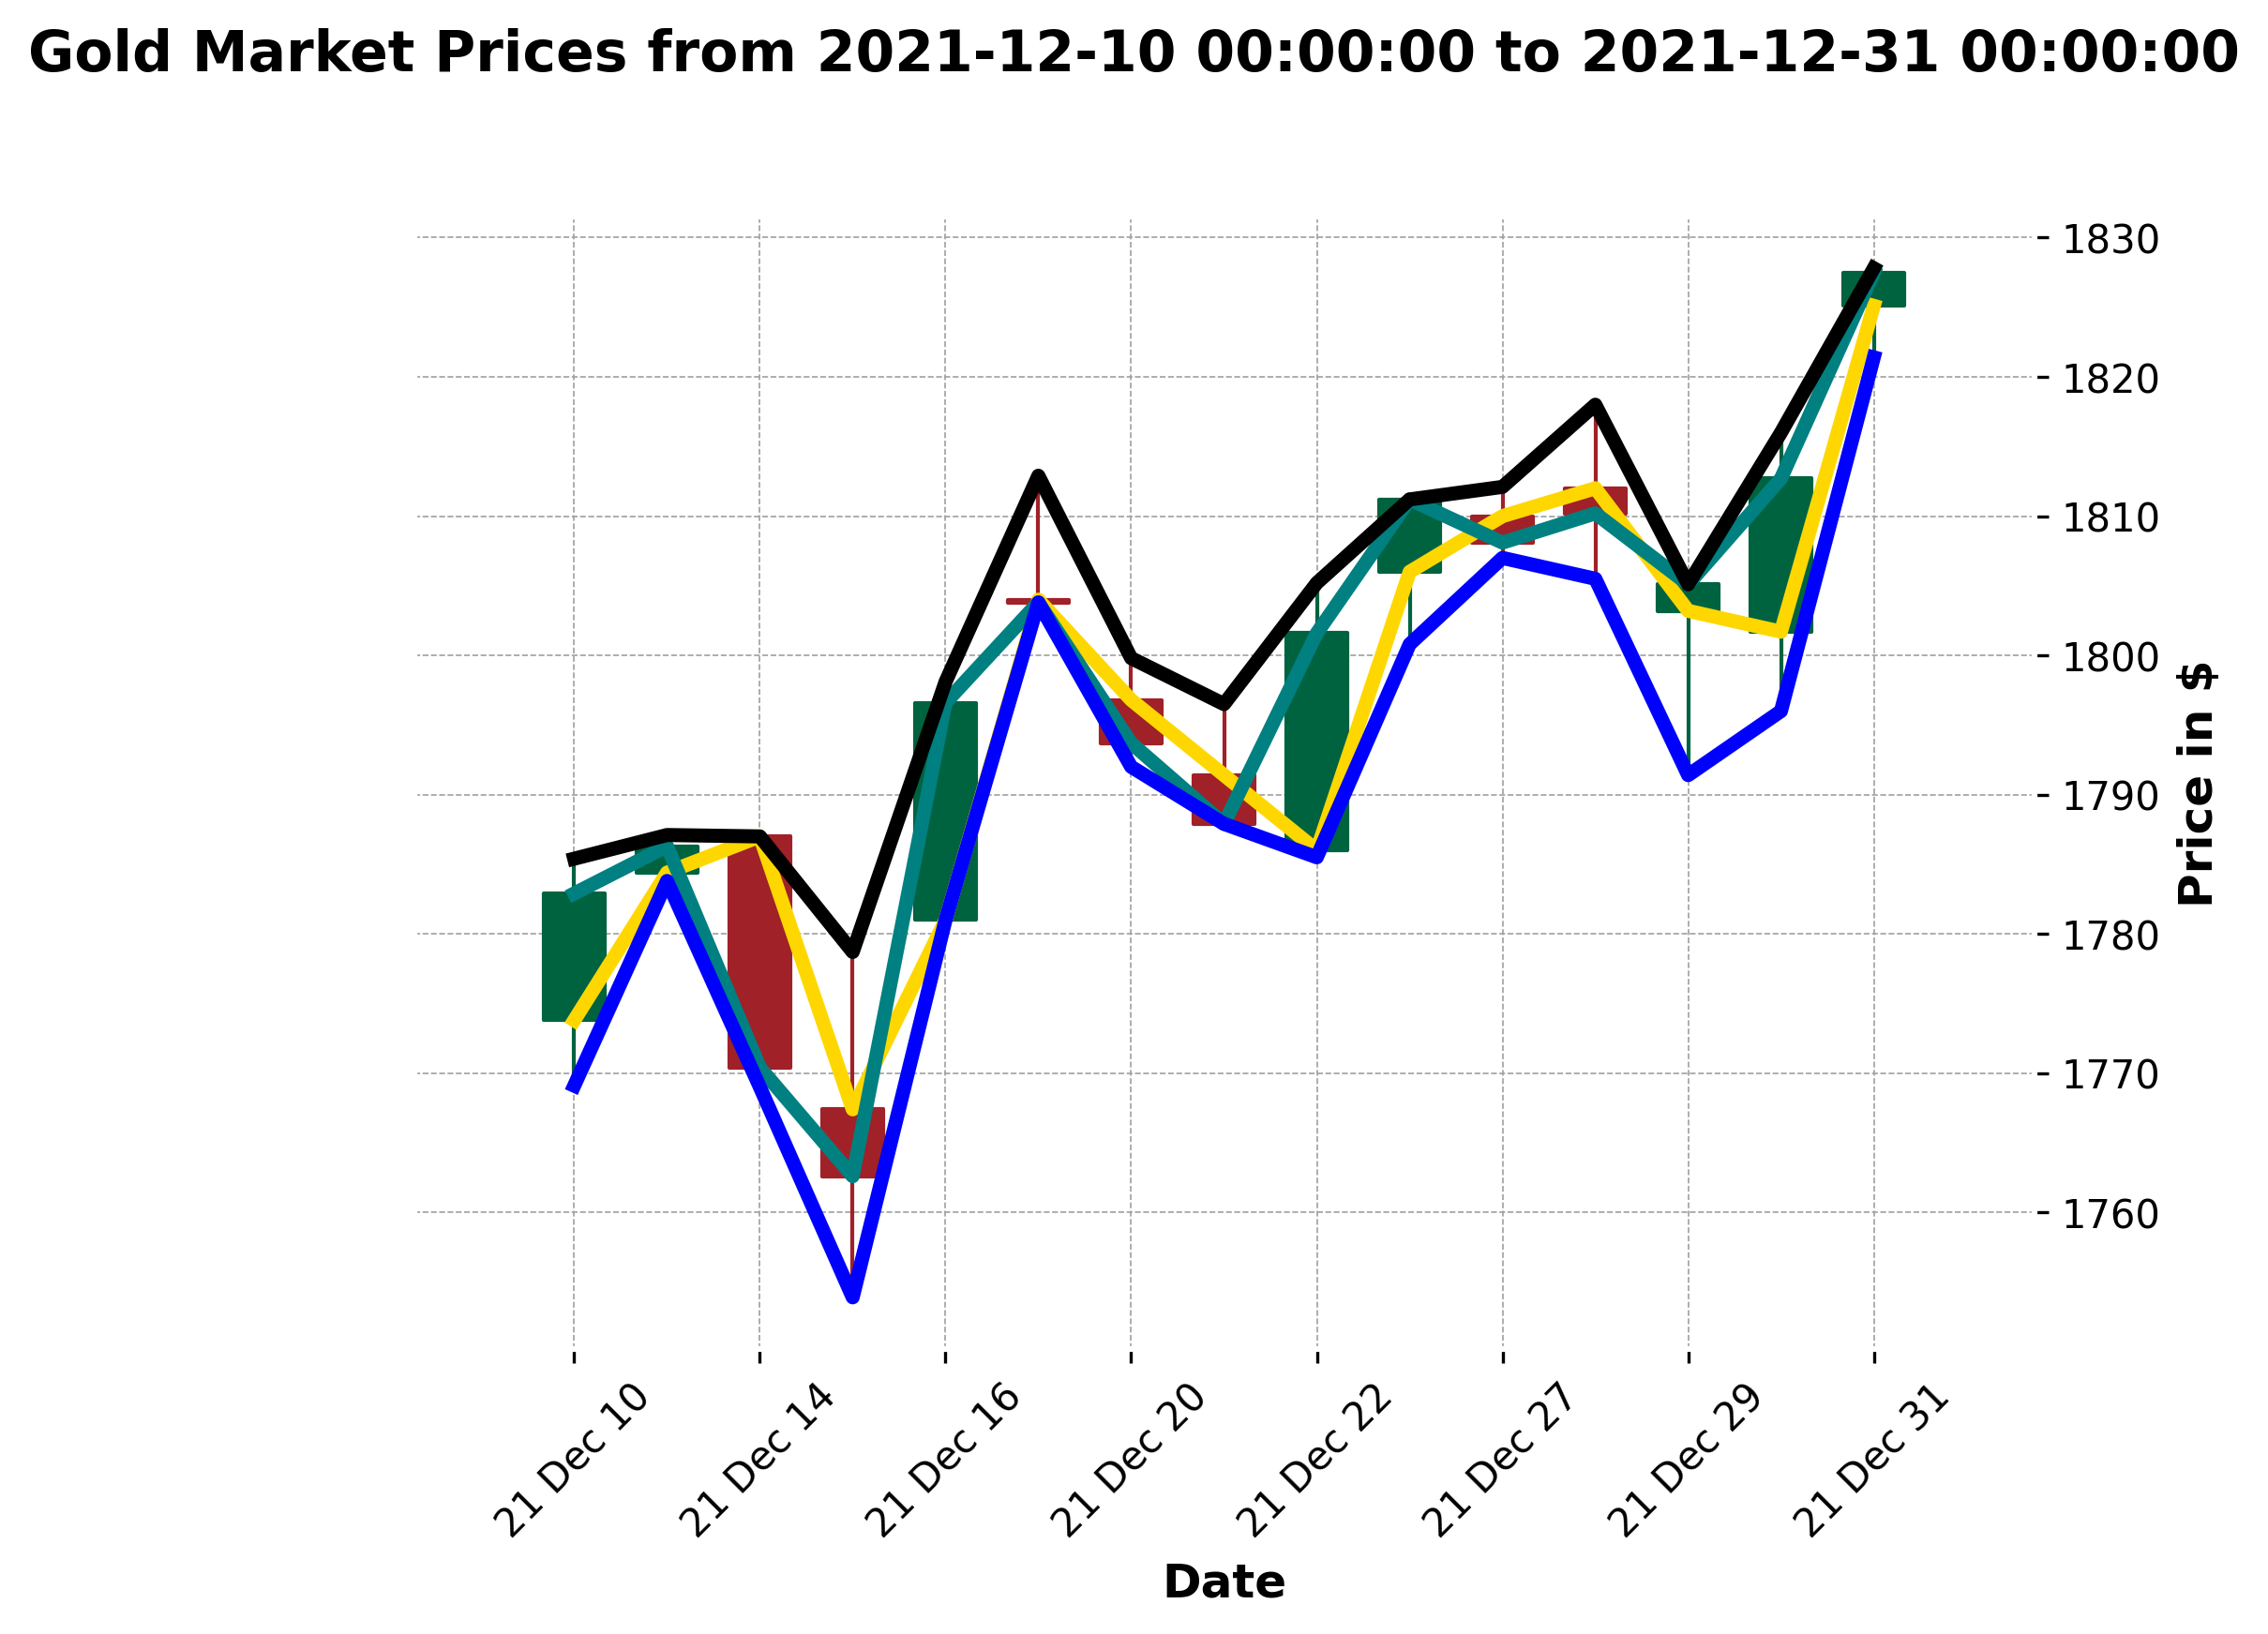 Gold Market Prices from 2021-12-10 00:00:00 to 2021-12-31 00:00:00
1830
1820
1810
1800
1790
1780
1770
1760
Price in $
21 Dec 10
21 Dec 14
21 Dec 16
21 Dec 20
21 Dec 22
21 Dec 27
21 Dec 29
21 Dec 31
Date